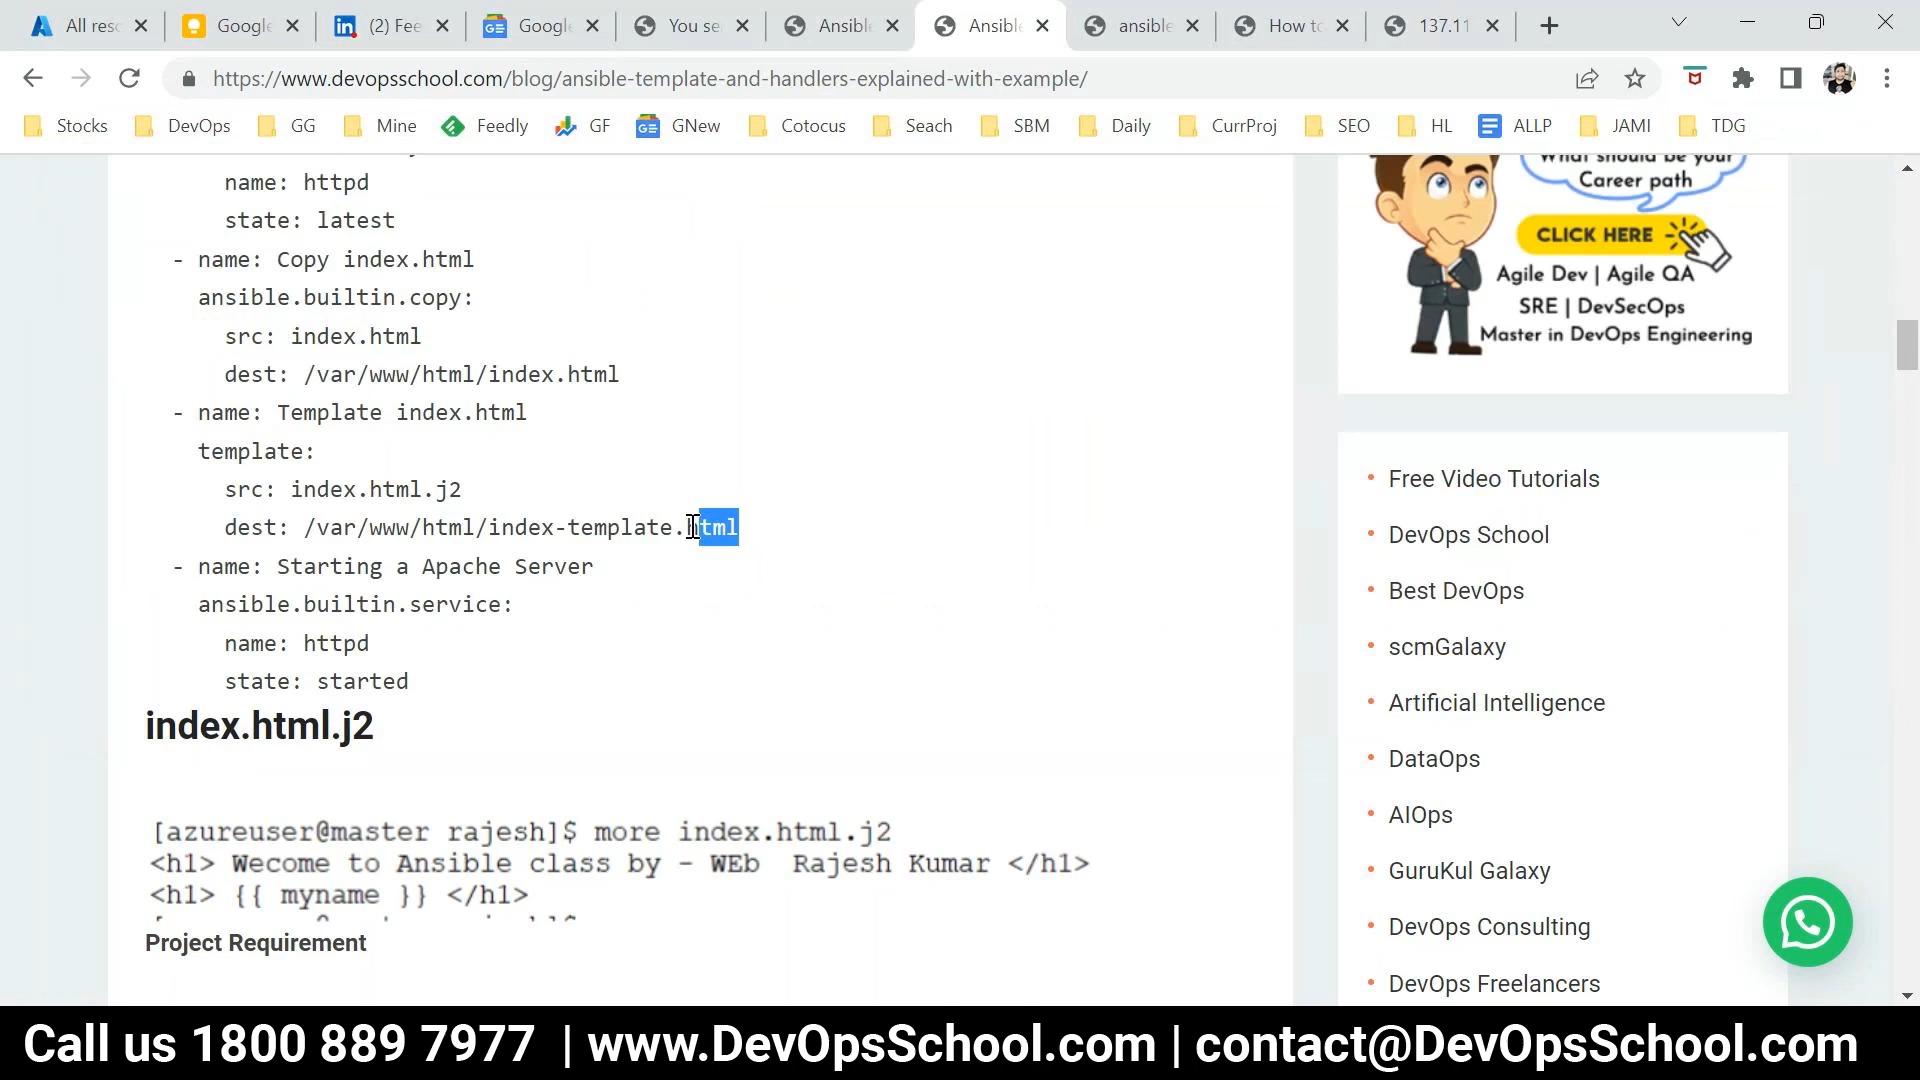 All resc
Google
(2) Fee
Google
You se
Ansible
Ansible
ansible
How to
137.11
https://www.devopsschool.com/blog/ansible-template-and-handlers-explained-with-example/
Stocks
DevOps
GG
Mine
Feedly
GF
GNew
Cotocus
Seach
SBM
Daily
CurrProj
SEO
HL
ALLP
JAMI
TDG
name: httpd
state: latest
- name: Copy index.html
ansible.builtin.copy:
src: index.html
dest: /var/www/html/index.html
- name: Template index.html
template:
src: index.html.j2
dest: /var/www/html/index-template.html
- name: Starting a Apache Server
ansible.builtin.service:
name: httpd
state: started
index.html.j2
[azureuser@master rajesh]$ more index.html.j2
<h1> Wecome to Ansible class by - WEb  Rajesh Kumar </h1>
<h1> {{ myname }} </h1>
Project Requirement
What should be your
Career path
CLICK HERE
Agile Dev | Agile QA
SRE | DevSecOps
Master in DevOps Engineering
Free Video Tutorials
DevOps School
Best DevOps
scmGalaxy
Artificial Intelligence
DataOps
AIOps
GuruKul Galaxy
DevOps Consulting
DevOps Freelancers
Call us 1800 889 7977 | www.DevOpsSchool.com | contact@DevOpsSchool.com